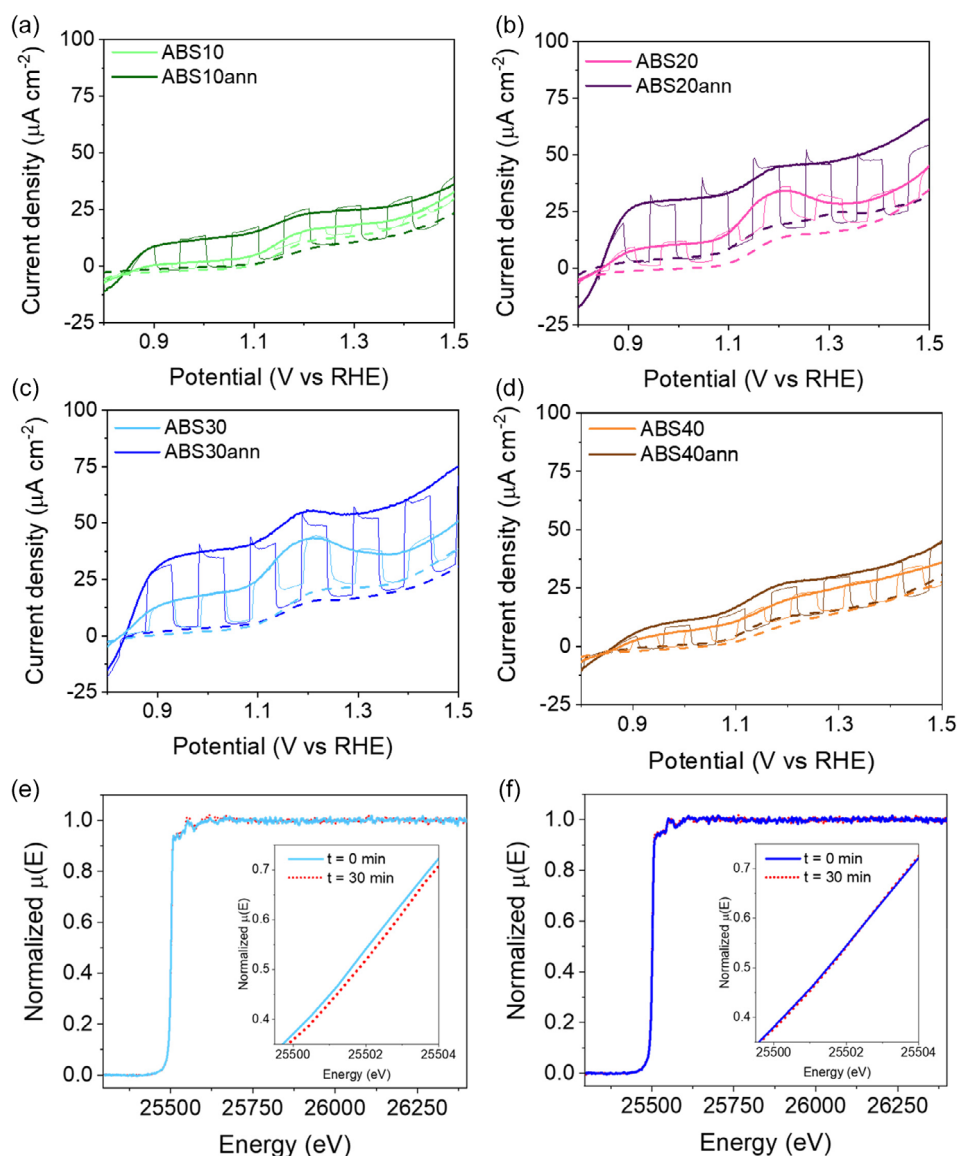 (a)
100
75
50
25
0
-25
Current density (μA cm-2)
ABS10
ABS10ann
0.9
1.1
1.3
1.5
Potential (V vs RHE)
(b)
100
75
50
25
0
-25
Current density (μA cm-2)
ABS20
ABS20ann
0.9
1.1
1.3
1.5
Potential (V vs RHE)
(c)
100
75
50
25
0
-25
Current density (μA cm-2)
ABS30
ABS30ann
0.9
1.1
1.3
1.5
Potential (V vs RHE)
(d)
100
75
50
25
0
-25
Current density (μA cm-2)
ABS40
ABS40ann
0.9
1.1
1.3
1.5
Potential (V vs RHE)
(e)
1.0
0.8
0.6
0.4
0.2
0.0
Normalized μ(E)
0.7
0.6
0.5
0.4
Normalized μ(E)
t = 0 min
t = 30 min
25500
25502
25504
Energy (eV)
25500
25750
26000
26250
Energy (eV)
(f)
1.0
0.8
0.6
0.4
0.2
0.0
Normalized μ(E)
0.7
0.6
0.5
0.4
Normalized μ(E)
t = 0 min
t = 30 min
25500
25502
25504
Energy (eV)
25500
25750
26000
26250
Energy (eV)